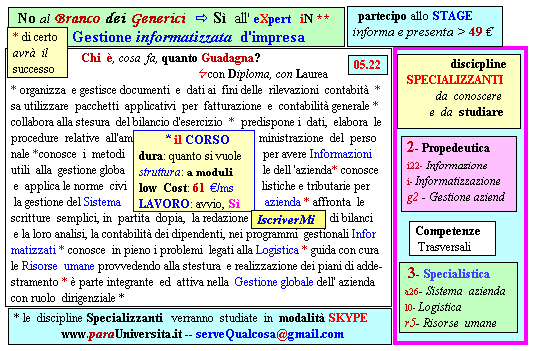 No al Branco dei Generici ⇨ Sì all' eXpert iN **
Gestione informatizzata d'impresa
* di certo
avrà il
successo
partecipo allo STAGE
informa e presenta > 49 €
Chi è, cosa fa, quanto Guadagna?
con Diploma, con Laurea
05.22
* organizza e gestisce documenti e dati ai fini delle rilevazioni contabità *
sa utilizzare pacchetti applicativi per fatturazione e contabilità generale *
collabora alla stesura del bilancio d'esercizio * predispone i dati, elabora le
procedure relative all'am ministrazione del perso
nale *conosce i metodi per avere Informazioni
utili alla gestione globa le dell'azienda* conosce
e applica le norme civi listiche e tributarie per
la gestione del Sistema azienda * affronta le
scritture semplici, in partita dopia, la redazione di bilanci
e la loro analisi, la contabilità dei dipendenti, nei programmi gestionali Infor
matizzati * conosce in pieno i problemi legati alla Logistica * guida con cura
le Risorse umane provvedendo alla stestura e realizzazione dei piani di adde-
stramento * è parte integrante ed attiva nella Gestione globale dell' azienda
con ruolo dirigenziale *
* il CORSO
dura: quanto si vuole
struttura: a moduli
low Cost: 61 €/ms
LAVORO: avvio, Sì
IscriverMi
discicpline
SPECIALIZZANTI
da conoscere
e da studiare
2- Propedeutica
i22- Informazione
i- Informatizzazione
g2 - Gestione aziend
Competenze
Trasversali
3- Specialistica
a26- Sistema azienda
l0- Logistica
r5- Risorse umane
* le discipline Specializzanti verranno studiate in modalità SKYPE
www.paraUniversita.it -- serveQualcosa@gmail.com